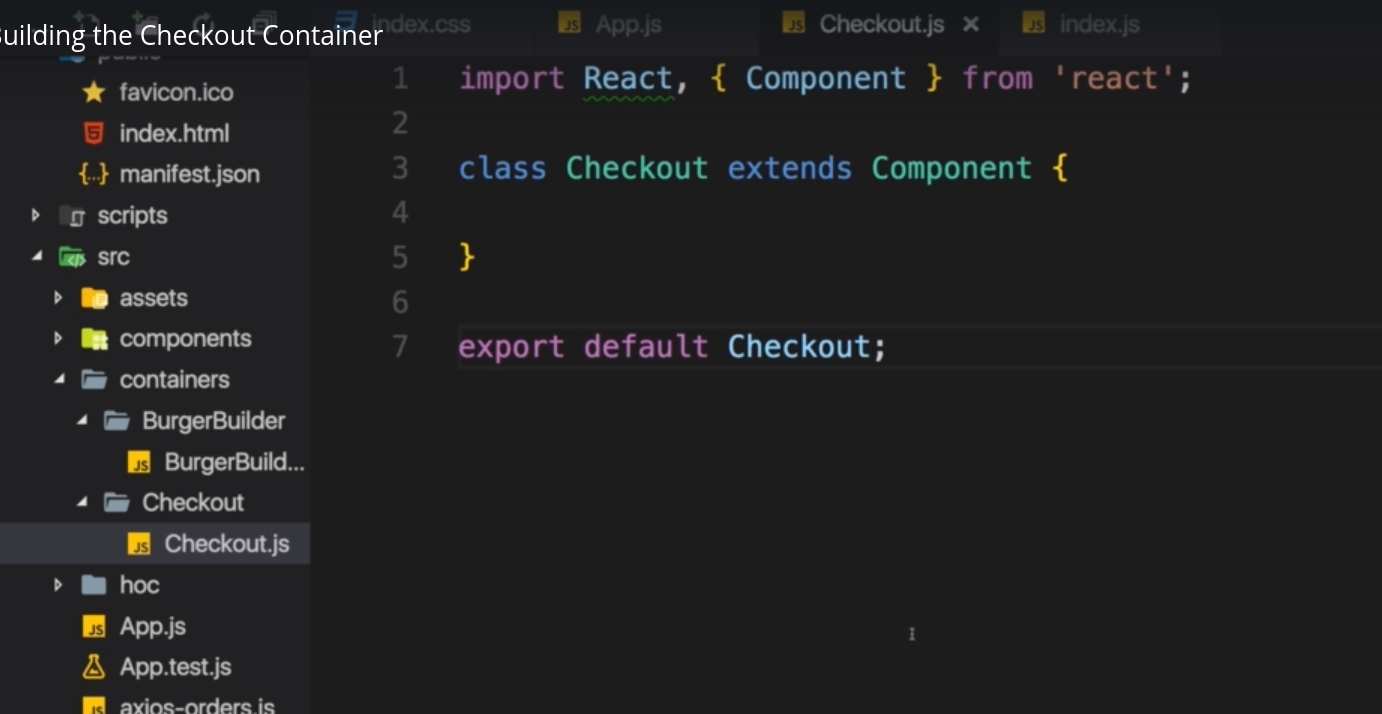 uilding the Checkout Container
index.css
App.js
Checkout.js ×
index.js
public
favicon.ico
index.html
manifest.json
scripts
src
assets
components
containers
BurgerBuilder
BurgerBuild...
Checkout
Checkout.js
hoc
App.js
App.test.js
axios-orders.js
1 import React, { Component } from 'react';
2
3 class Checkout extends Component {
4
5 }
6
7 export default Checkout;